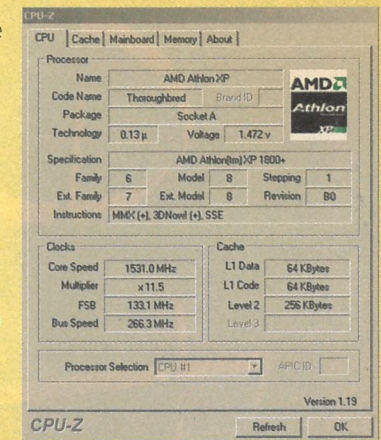 CPU-Z
CPU Cache Mainboard Memory About
Processor
Name AMD Athlon XP
Code Name Thoroughbred Brand ID
Package Socket A
Technology 0.13 µ Voltage 1.472 v
AMD
Athlon
XP
Specification AMD Athlon(tm) XP 1800+
Family 6 Model 8 Stepping 1
Ext. Family 7 Ext. Model 8 Revision B0
Instructions MMX (+), 3DNow! (+), SSE
Clocks
Core Speed 1531.0 MHz
Multiplier x 11.5
FSB 133.1 MHz
Bus Speed 266.3 MHz
Cache
L1 Data 64 KBytes
L1 Code 64 KBytes
Level 2 256 KBytes
Level 3
Processor Selection CPU #1 APIC ID
Version 1.19
CPU-Z Refresh OK